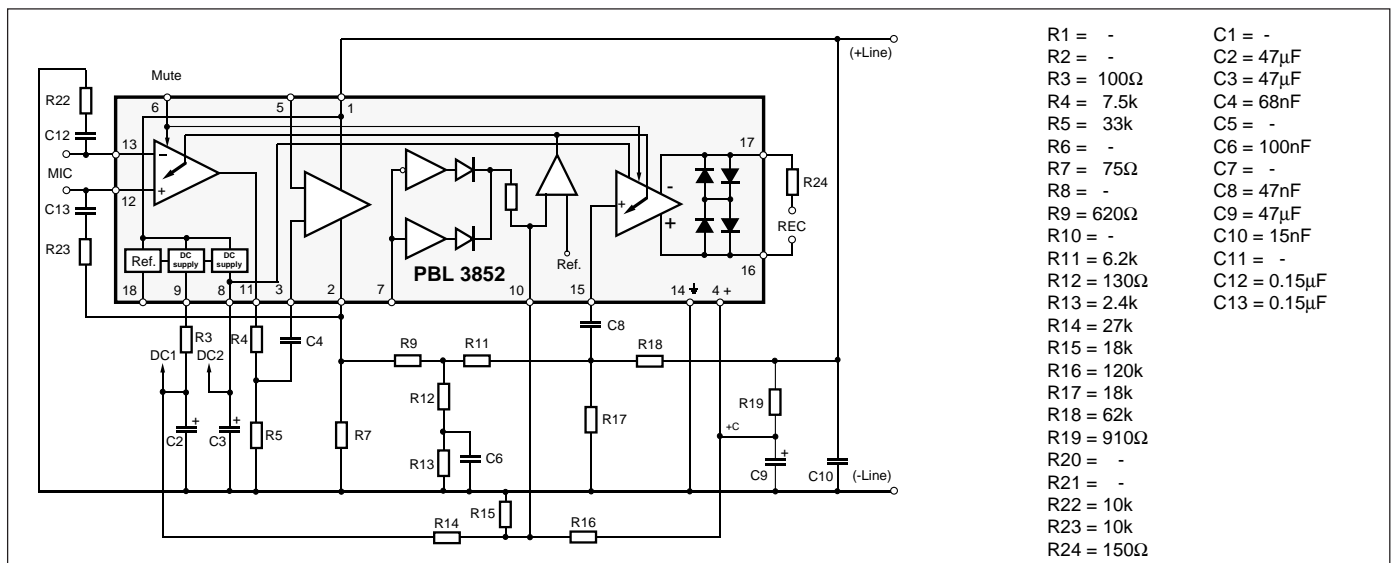 (+Line)
Mute
R22
6
5
1
C12
13
−
17
MIC
+
-
R24
12
+
C13
REC
+
R23
Ref.
DC supply
DC supply
PBL 3852
Ref.
16
18
9
8
11
3
2
7
10
15
14
4 +
R3
R4
C4
C8
DC1
DC2
R9
R11
R18
R12
R19
+
+
R17
+C
C2
C3
R5
R7
R13
C6
+
C9
C10
(-Line)
R15
R14
R16
R1 = -
R2 = -
R3 = 100Ω
R4 = 7.5k
R5 = 33k
R6 = -
R7 = 75Ω
R8 = -
R9 = 620Ω
R10 = -
R11 = 6.2k
R12 = 130Ω
R13 = 2.4k
R14 = 27k
R15 = 18k
R16 = 120k
R17 = 18k
R18 = 62k
R19 = 910Ω
R20 = -
R21 = -
R22 = 10k
R23 = 10k
R24 = 150Ω
C1 = -
C2 = 47µF
C3 = 47µF
C4 = 68nF
C5 = -
C6 = 100nF
C7 = -
C8 = 47nF
C9 = 47µF
C10 = 15nF
C11 = -
C12 = 0.15µF
C13 = 0.15µF